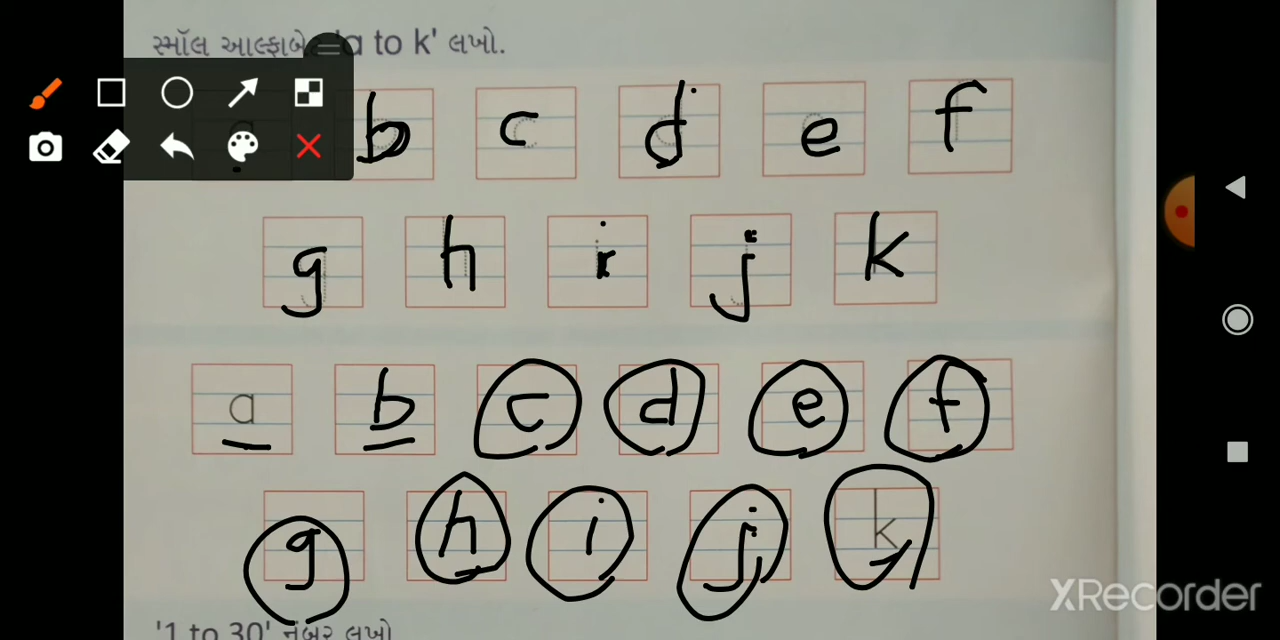 સ્મૉલ આલ્ફાબેટ 'a to k' લખો.
b c d e f
g h i j k
a b c d e f
g h i j k
'1 to 30' નંબર લખો
XRecorder